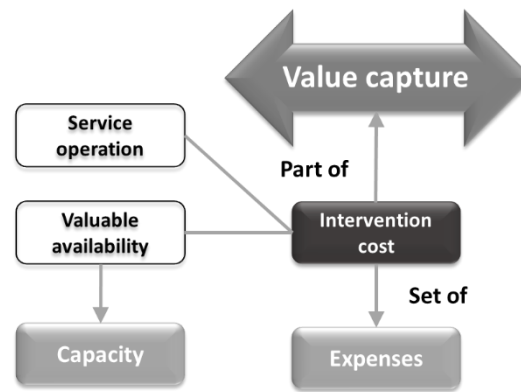 Value capture
Service
operation
Part of
Valuable
availability
Intervention
cost
Set of
Capacity
Expenses